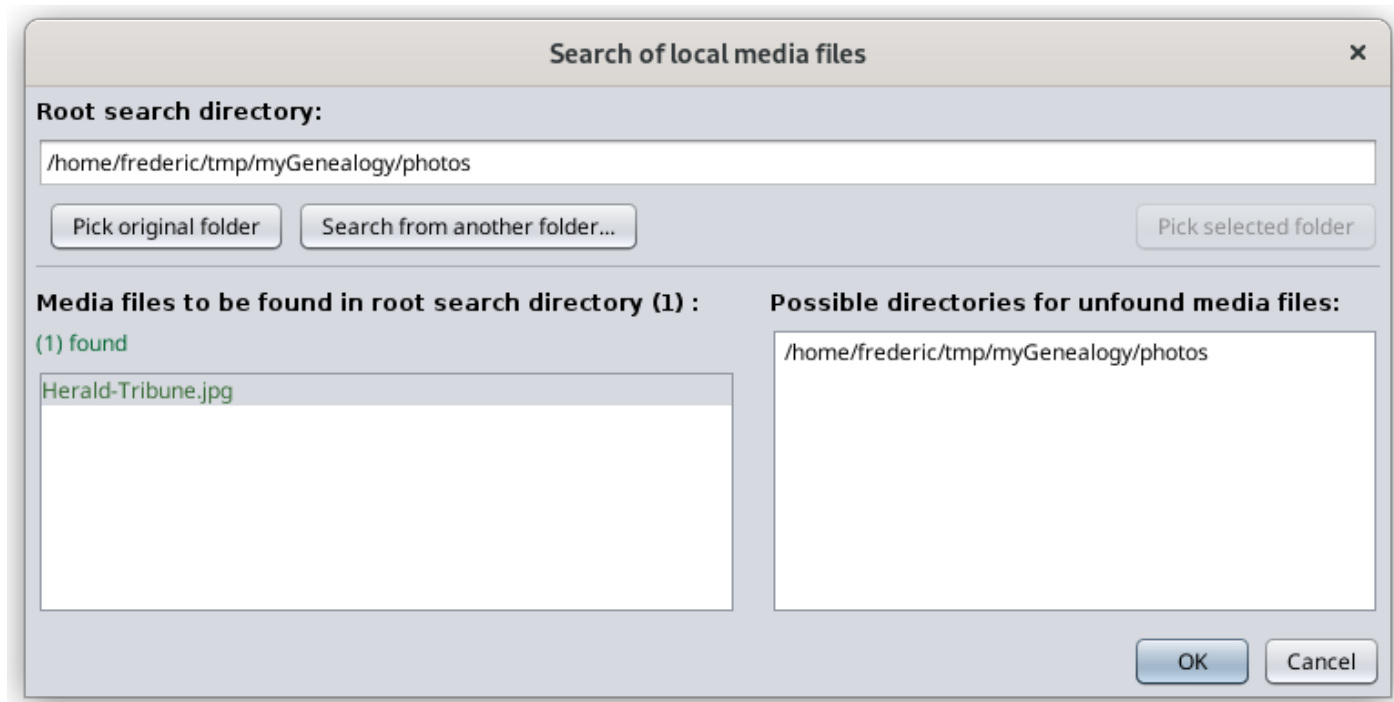 Search of local media files
×
Root search directory:
/home/frederic/tmp/myGenealogy/photos
Pick original folder
Search from another folder...
Pick selected folder
Media files to be found in root search directory (1) :
(1) found
Herald-Tribune.jpg
Possible directories for unfound media files:
/home/frederic/tmp/myGenealogy/photos
OK
Cancel